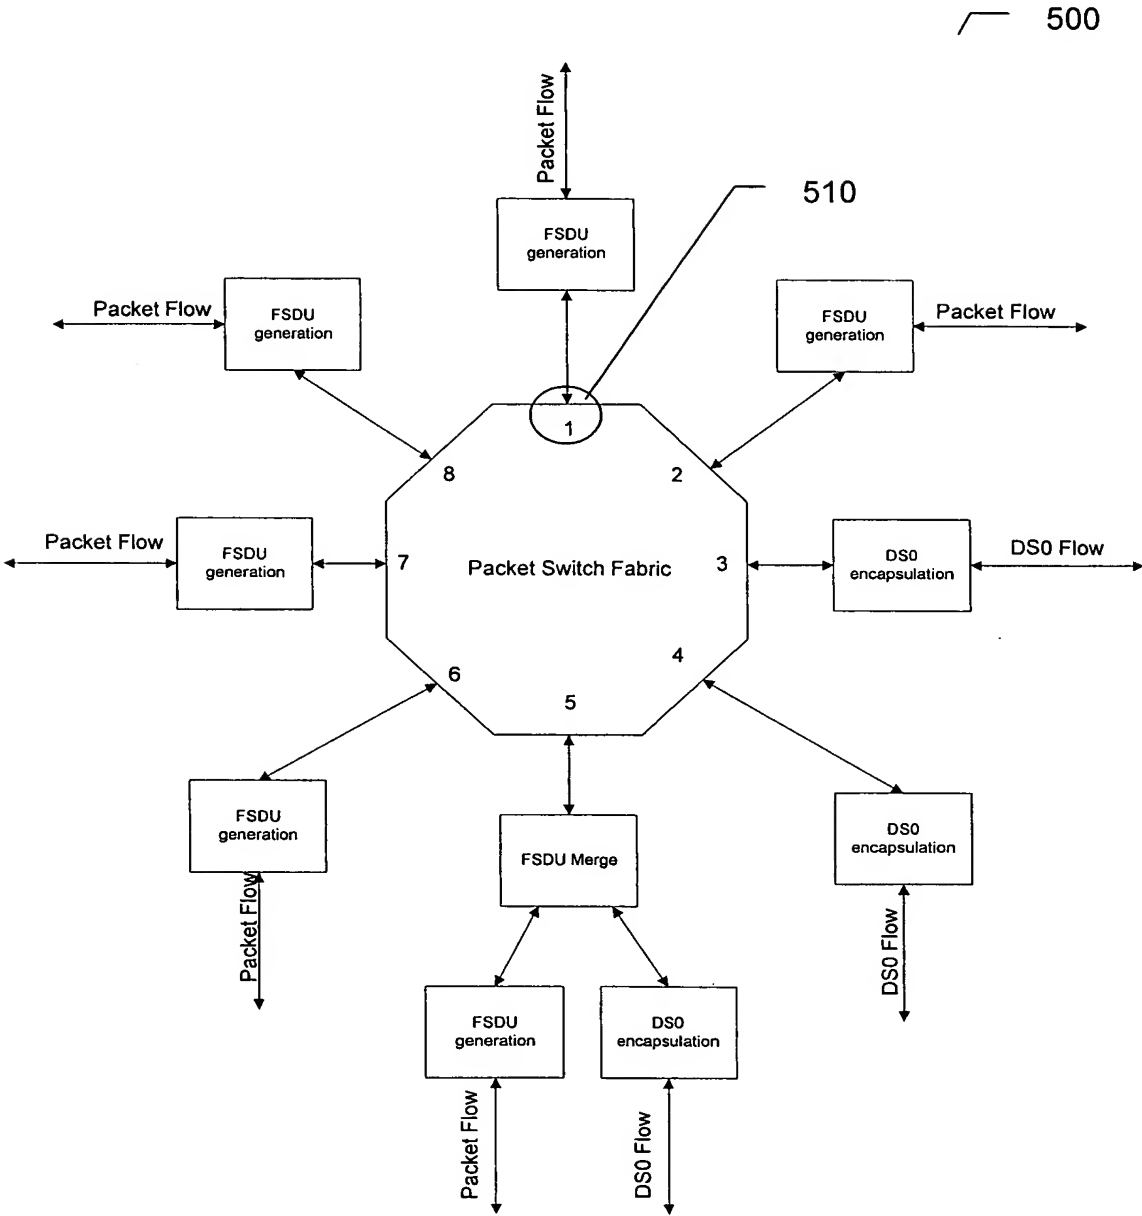 500
Packet Flow
510
FSDU
generation
Packet Flow
FSDU
generation
FSDU
generation
Packet Flow
1
8
2
Packet Flow
FSDU
generation
7
Packet Switch Fabric
3
DS0
encapsulation
DS0 Flow
6
4
5
FSDU
generation
Packet Flow
FSDU Merge
DS0
encapsulation
DS0 Flow
FSDU
generation
DS0
encapsulation
Packet Flow
DS0 Flow